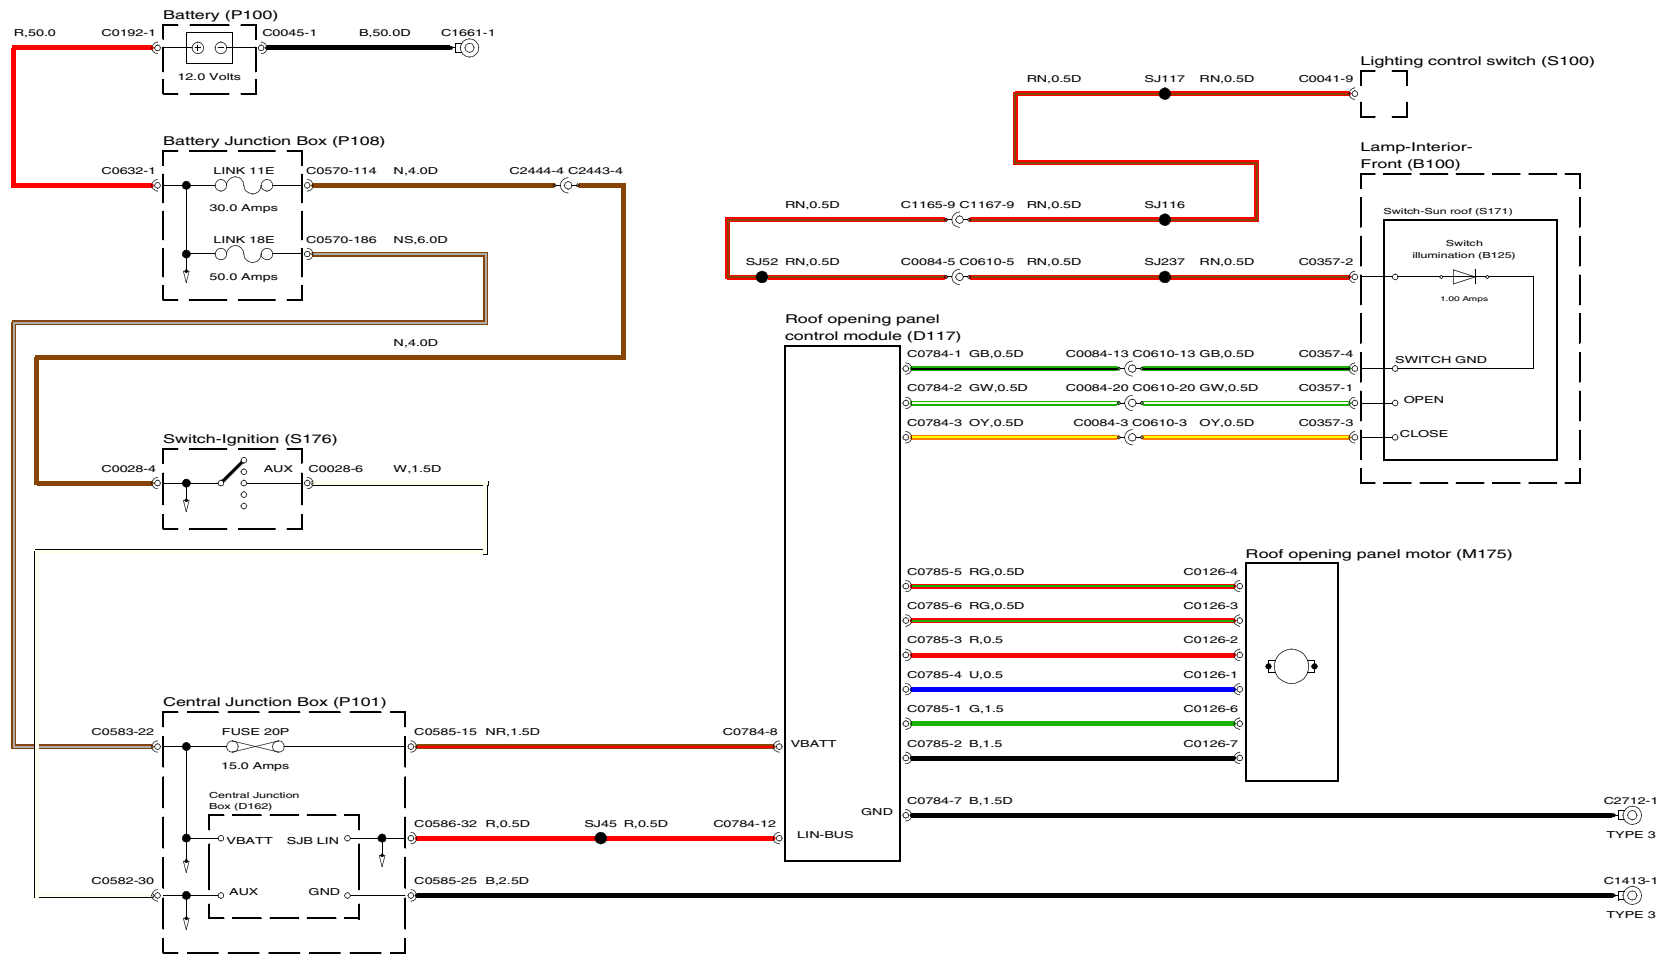 Battery (P100)
R,50.0 C0192-1 C0045-1 B,50.0D C1661-1
12.0 Volts
Battery Junction Box (P108)
C0632-1 LINK 11E C0570-114 N,4.0D C2444-4 C2443-4
30.0 Amps
LINK 18E C0570-186 NS,6.0D
50.0 Amps
N,4.0D
Switch-Ignition (S176)
C0028-4 AUX C0028-6 W,1.5D
Central Junction Box (P101)
C0583-22 FUSE 20P C0585-15 NR,1.5D C0784-8
15.0 Amps
Central Junction
Box (D162)
VBATT SJB LIN C0586-32 R,0.5D SJ45 R,0.5D C0784-12
C0582-30 AUX GND C0585-25 B,2.5D C1413-1
TYPE 3
Lighting control switch (S100)
RN,0.5D SJ117 RN,0.5D C0041-9
Lamp-Interior-
Front (B100)
RN,0.5D C1165-9 C1167-9 RN,0.5D SJ116
Switch-Sun roof (S171)
Switch
illumination (B125)
SJ52 RN,0.5D C0084-5 C0610-5 RN,0.5D SJ237 RN,0.5D C0357-2
1.00 Amps
Roof opening panel
control module (D117)
C0784-1 GB,0.5D C0084-13 C0610-13 GB,0.5D C0357-4 SWITCH GND
C0784-2 GW,0.5D C0084-20 C0610-20 GW,0.5D C0357-1 OPEN
C0784-3 OY,0.5D C0084-3 C0610-3 OY,0.5D C0357-3 CLOSE
Roof opening panel motor (M175)
C0785-5 RG,0.5D C0126-4
C0785-6 RG,0.5D C0126-3
C0785-3 R,0.5 C0126-2
C0785-4 U,0.5 C0126-1
C0785-1 G,1.5 C0126-6
VBATT C0785-2 B,1.5 C0126-7
GND C0784-7 B,1.5D C2712-1
LIN-BUS TYPE 3